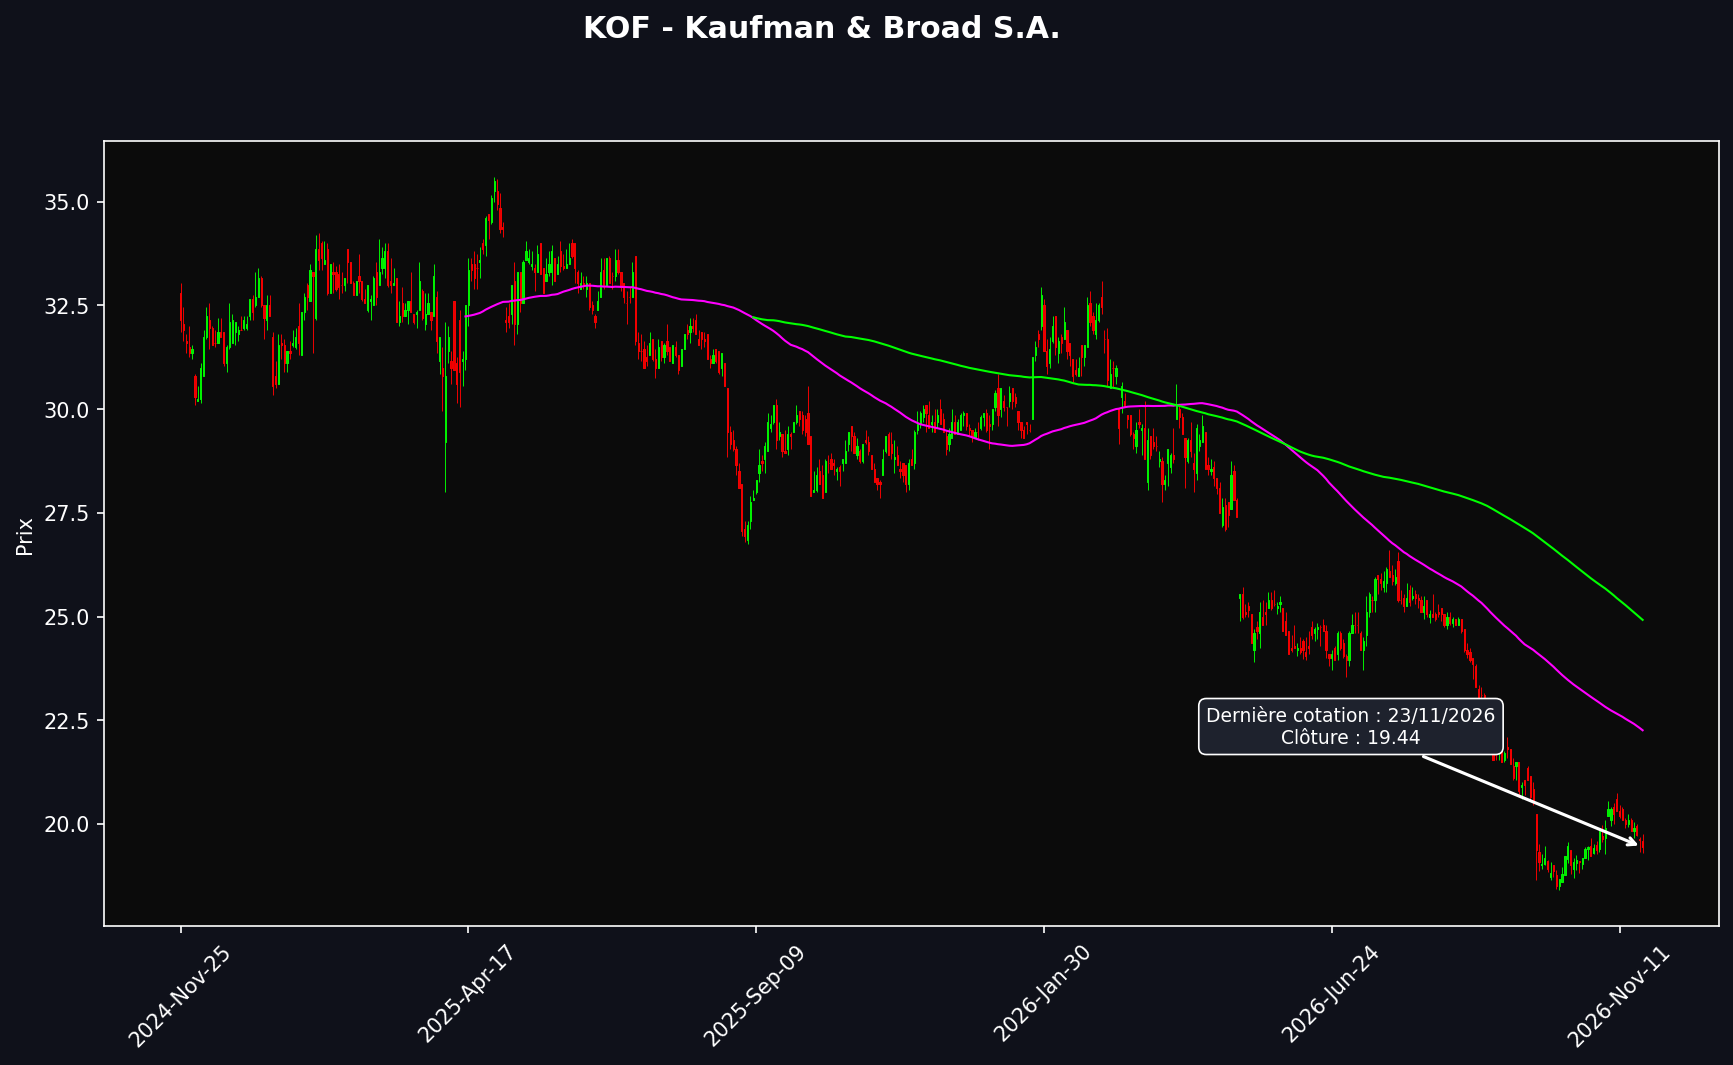 KOF - Kaufman & Broad S.A.
Prix
35.0
32.5
30.0
27.5
25.0
22.5
20.0
Dernière cotation : 23/11/2026
Clôture : 19.44
2024-Nov-25
2025-Apr-17
2025-Sep-09
2026-Jan-30
2026-Jun-24
2026-Nov-11